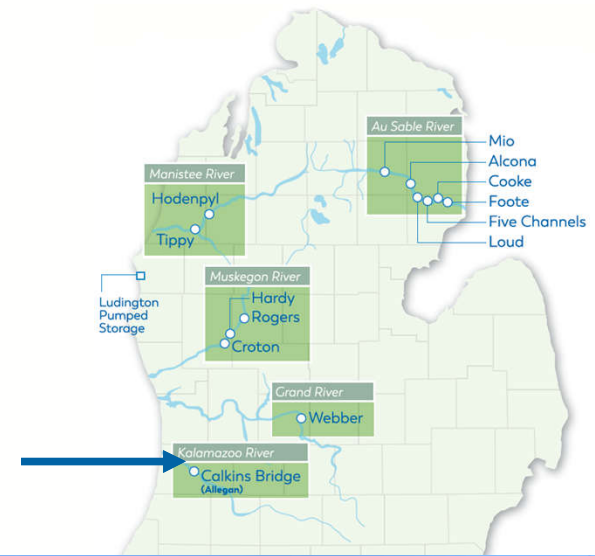 Au Sable River
Mio
Alcona
Cooke
Foote
Five Channels
Loud
Manistee River
Hodenpyl
Tippy
Ludington
Pumped
Storage
Muskegon River
Hardy
Rogers
Croton
Grand River
Webber
Kalamazoo River
Calkins Bridge
(Allegan)